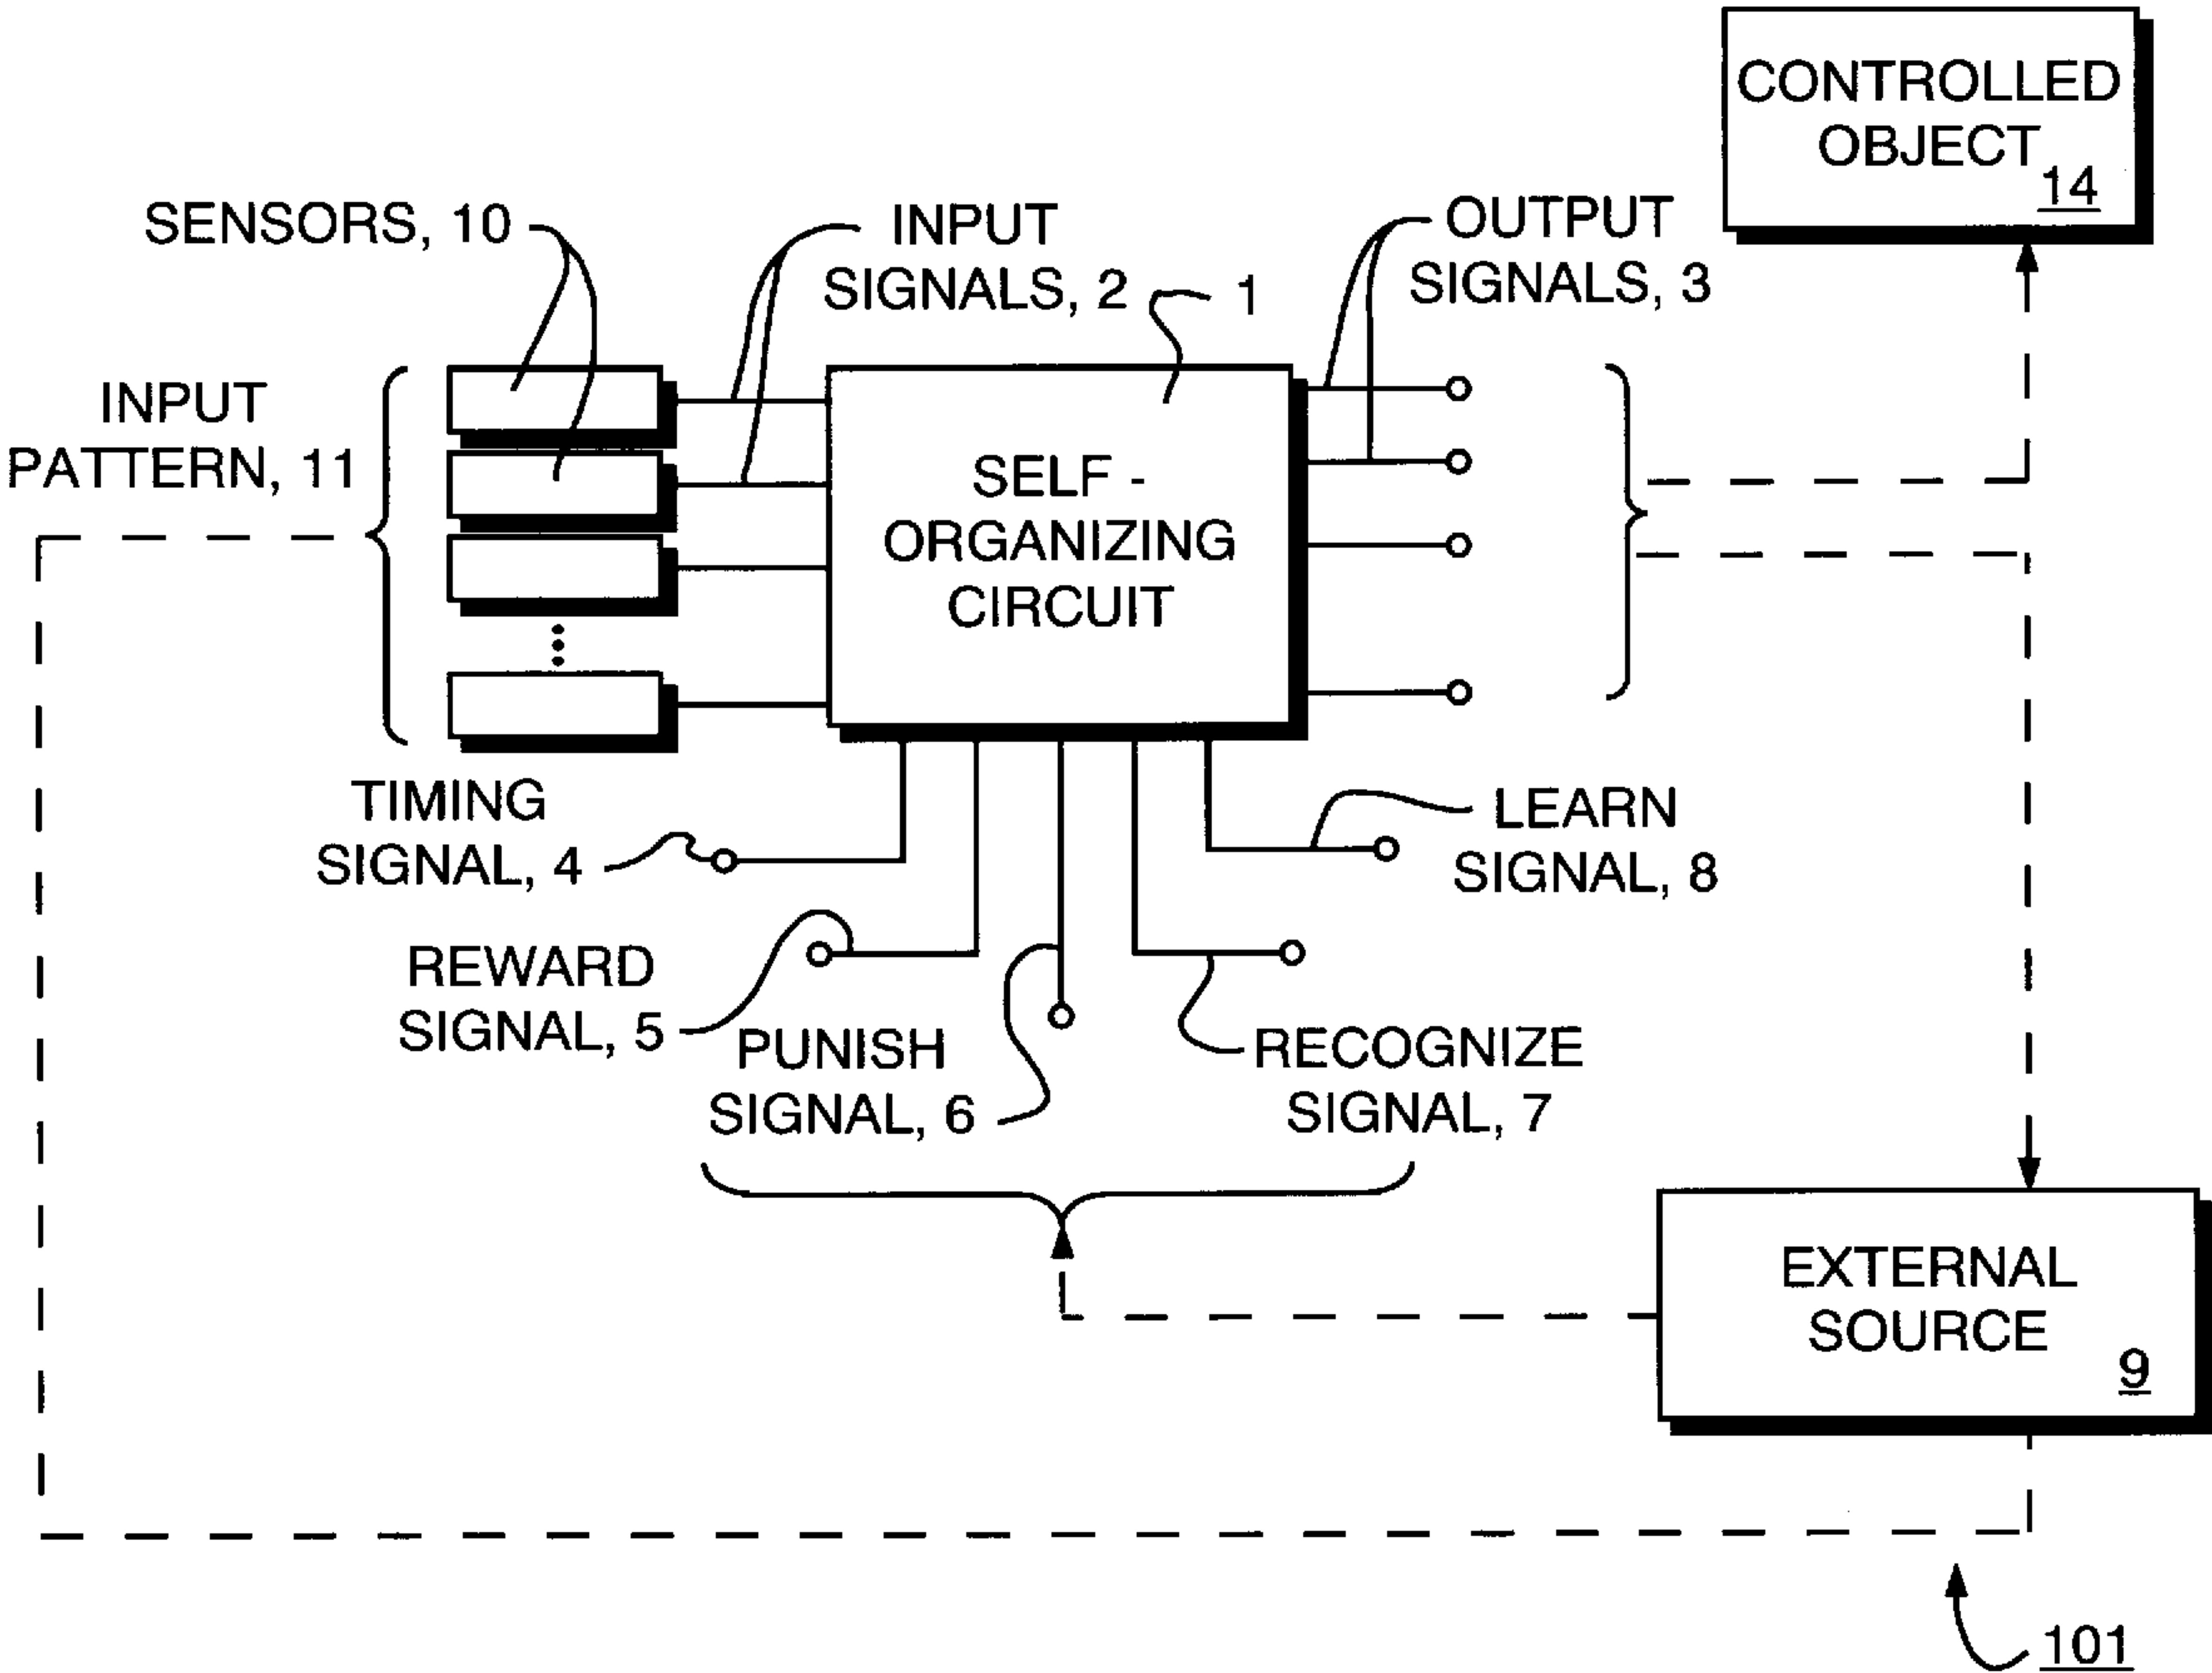 CONTROLLED
OBJECT
14
SENSORS, 10
INPUT
SIGNALS, 2
1
OUTPUT
SIGNALS, 3
INPUT
PATTERN, 11
SELF -
ORGANIZING
CIRCUIT
TIMING
SIGNAL, 4
LEARN
SIGNAL, 8
REWARD
SIGNAL, 5
PUNISH
SIGNAL, 6
RECOGNIZE
SIGNAL, 7
EXTERNAL
SOURCE
9
101